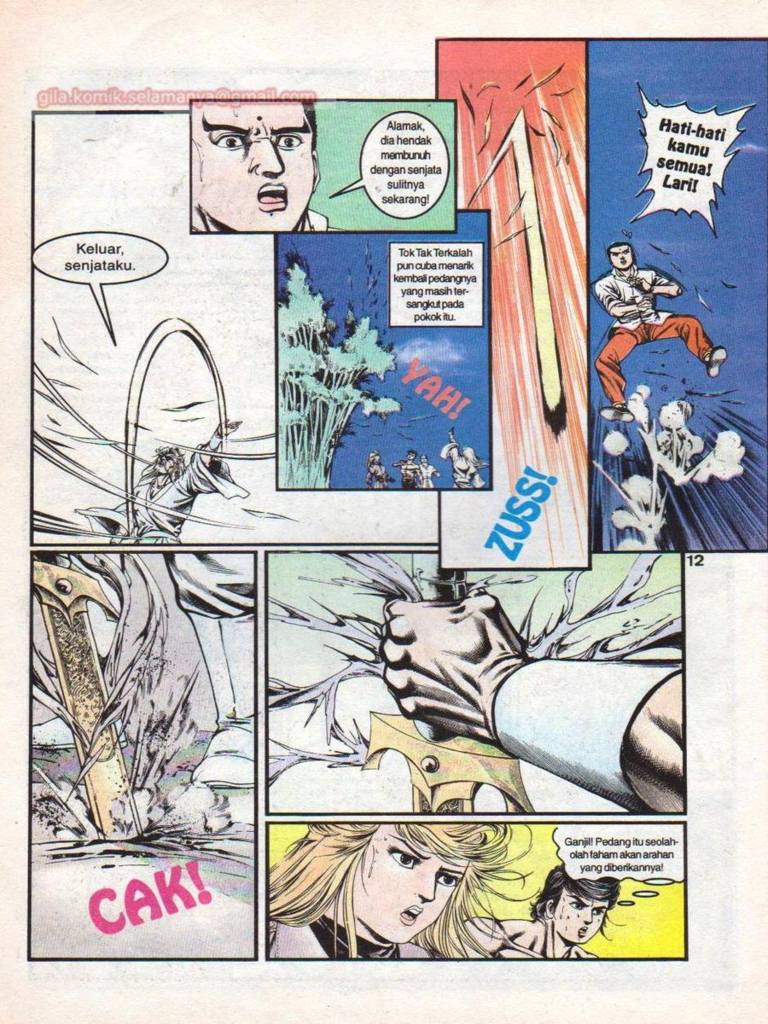 gila.komik.selamanya@gmail.com
Alamak,
dia hendak
membunuh
dengan senjata
sulitnya
sekarang!
Hati-hati
kamu
semua!
Lari!
Keluar,
senjataku.
Tok Tak Terkalah
pun cuba menarik
kembali pedangnya
yang masih ter-
sangkut pada
pokok itu.
YAH!
ZUSS!
12
CAK!
Ganjil! Pedang itu seolah-
olah faham akan arahan
yang diberikannya!